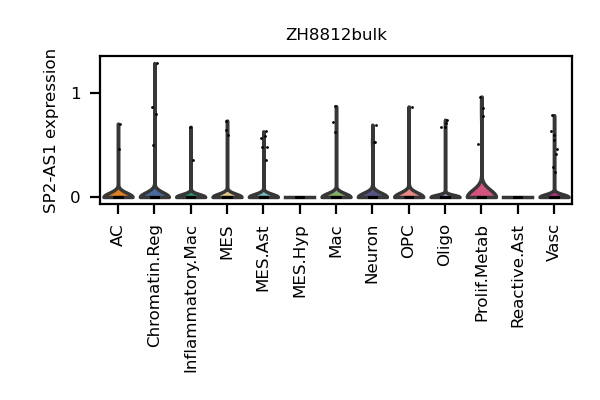 ZH8812bulk
SP2-AS1 expression
1
0
AC
Chromatin.Reg
Inflammatory.Mac
MES
MES.Ast
MES.Hyp
Mac
Neuron
OPC
Oligo
Prolif.Metab
Reactive.Ast
Vasc